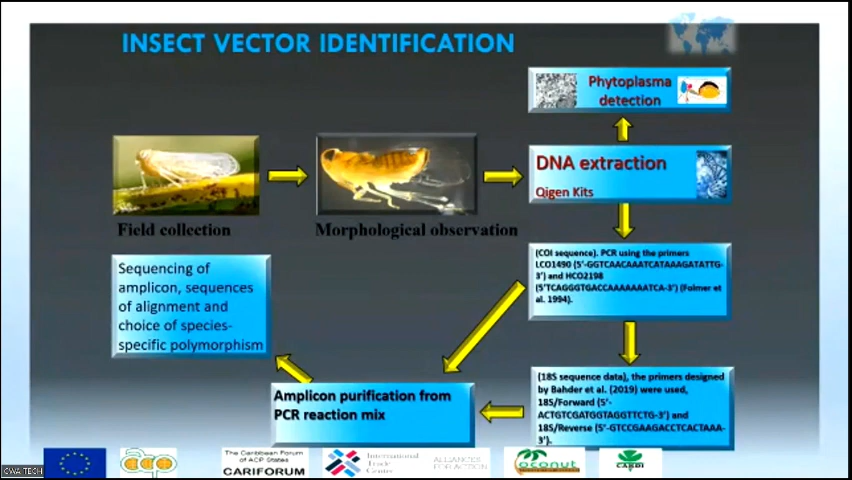 INSECT VECTOR IDENTIFICATION
Phytoplasma
detection
DNA extraction
Qigen Kits
Field collection
Morphological observation
(COI sequence). PCR using the primers
LCO1490 (5'-GGTCAACAAATCATAAAGATATTG-
3') and HCO2198
(5'TCAGGGTGACCAAAAAAATCA-3') (Folmer et
al. 1994).
Sequencing of
amplicon, sequences
of alignment and
choice of species-
specific polymorphism
(18S sequence data), the primers designed
by Bahder et al. (2019) were used,
18S/Forward (5'-
ACTGTCGATGGTAGGTTCTG-3') and
18S/Reverse (5'-GTCCGAAGACCTCACTAAA-
3').
Amplicon purification from
PCR reaction mix
CWA TECH
acp
The Caribbean Forum
of ACP States
CARIFORUM
International
Trade
Center
ALLIANCES
FOR ACTION
coconut
CARDI